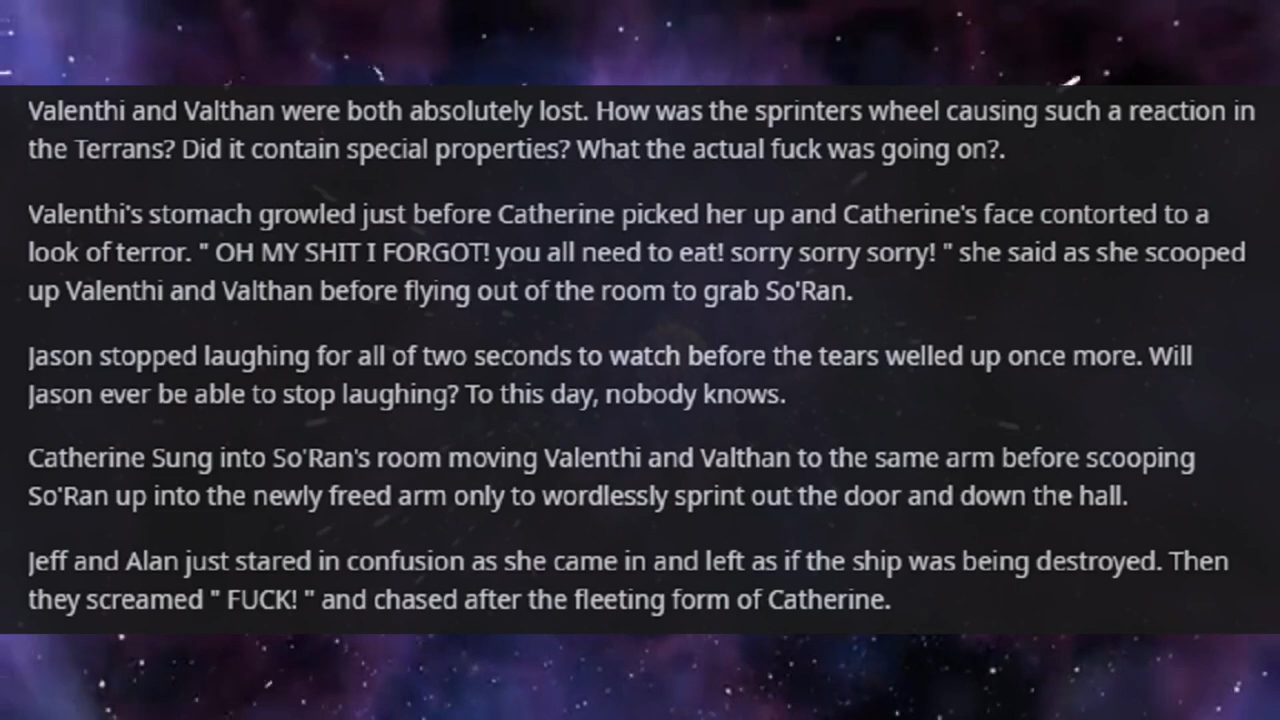 Valenthi and Valthan were both absolutely lost. How was the sprinters wheel causing such a reaction in
the Terrans? Did it contain special properties? What the actual fuck was going on?.
Valenthi's stomach growled just before Catherine picked her up and Catherine's face contorted to a
look of terror. " OH MY SHIT I FORGOT! you all need to eat! sorry sorry sorry! " she said as she scooped
up Valenthi and Valthan before flying out of the room to grab So'Ran.
Jason stopped laughing for all of two seconds to watch before the tears welled up once more. Will
Jason ever be able to stop laughing? To this day, nobody knows.
Catherine Sung into So'Ran's room moving Valenthi and Valthan to the same arm before scooping
So'Ran up into the newly freed arm only to wordlessly sprint out the door and down the hall.
Jeff and Alan just stared in confusion as she came in and left as if the ship was being destroyed. Then
they screamed " FUCK! " and chased after the fleeting form of Catherine.